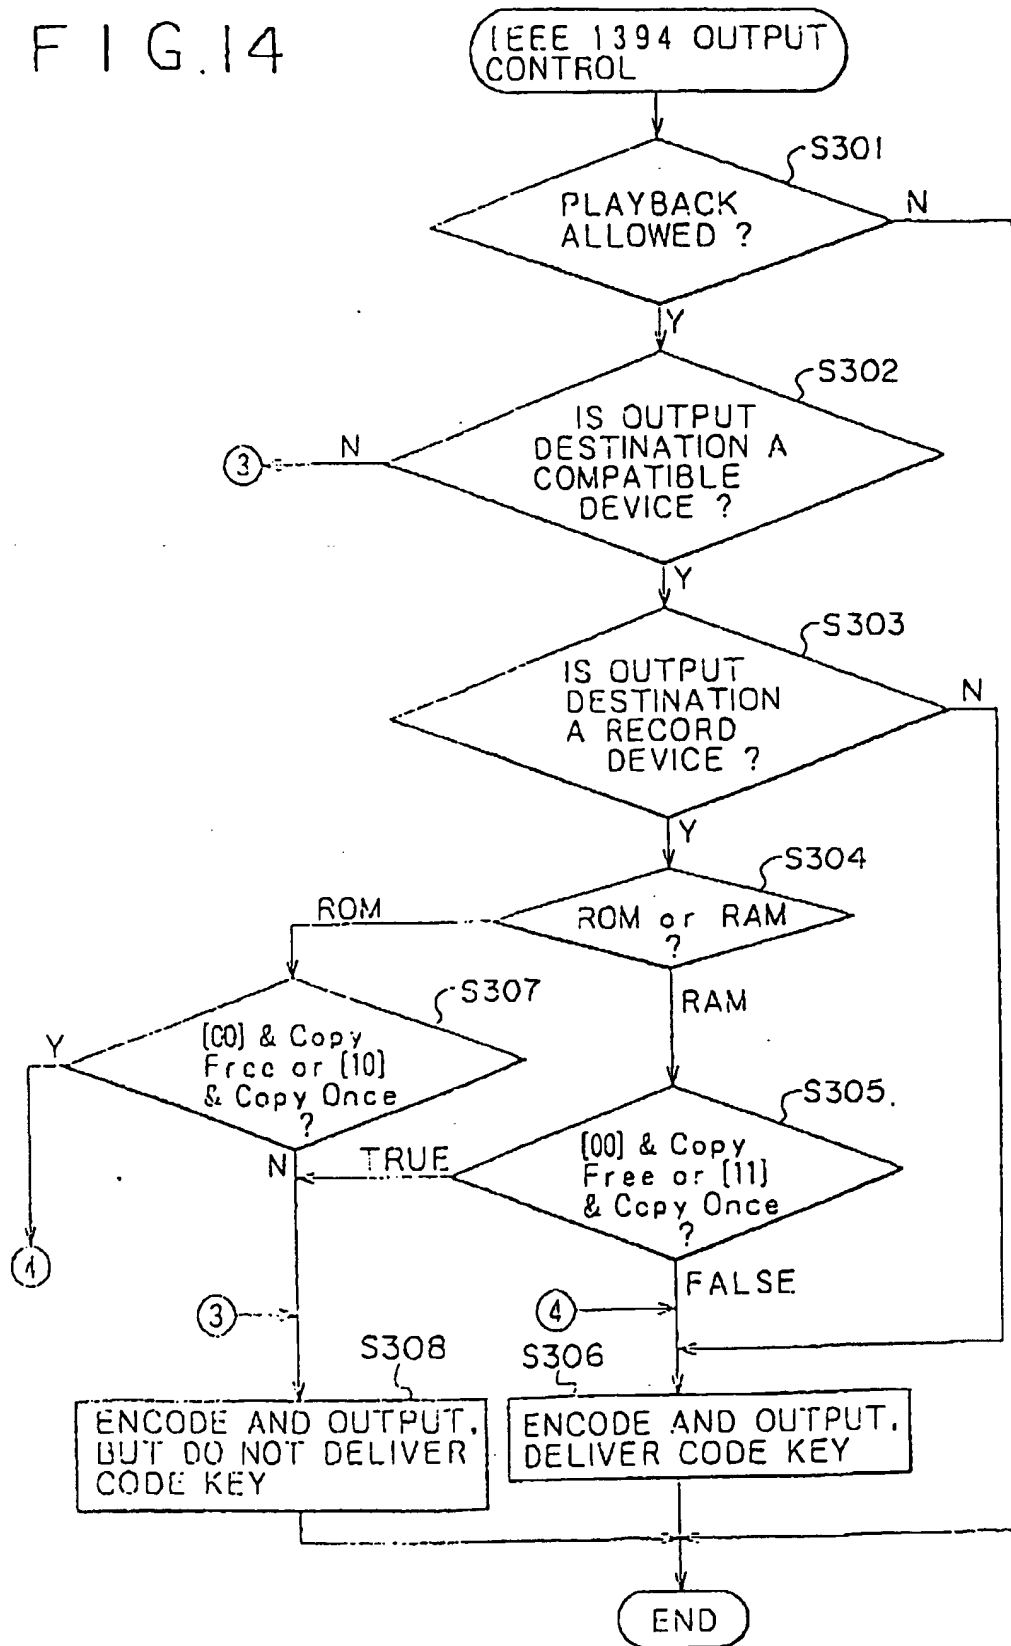 FIG.14
IEEE 1394 OUTPUT
CONTROL
S301
PLAYBACK
ALLOWED ?
N
Y
S302
IS OUTPUT
DESTINATION A
COMPATIBLE
DEVICE ?
N
3
Y
S303
IS OUTPUT
DESTINATION
A RECORD
DEVICE ?
N
Y
S304
ROM or RAM
?
ROM
RAM
S307
[00] & Copy
Free or [10]
& Copy Once
?
Y
N
4
S305
[00] & Copy
Free or [11]
& Copy Once
?
TRUE
FALSE
3
4
S308
ENCODE AND OUTPUT,
BUT DO NOT DELIVER
CODE KEY
S306
ENCODE AND OUTPUT,
DELIVER CODE KEY
END